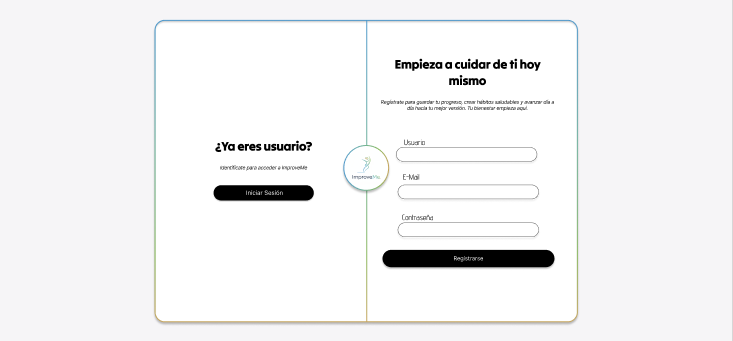 ¿Ya eres usuario?
Identifícate para acceder a ImproveMe
Iniciar Sesión
ImproveMe
Empieza a cuidar de ti hoy
mismo
Regístrate para guardar tu progreso, crear hábitos saludables y avanzar día a
día hacia tu mejor versión. Tu bienestar empieza aquí.
Usuario
E-Mail
Contraseña
Registrarse